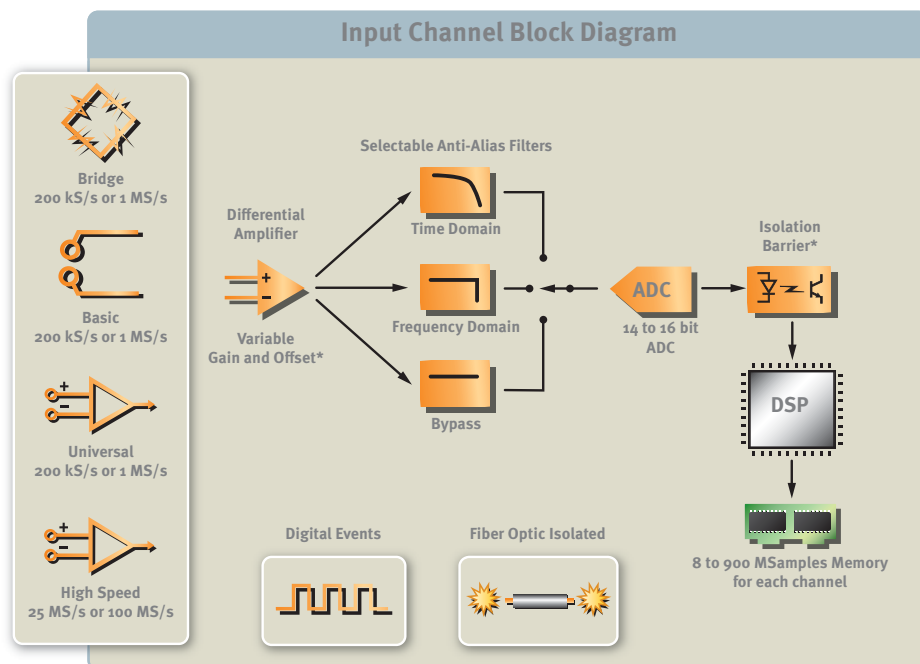 Input Channel Block Diagram
Bridge
200 kS/s or 1 MS/s
Basic
200 kS/s or 1 MS/s
Universal
200 kS/s or 1 MS/s
High Speed
25 MS/s or 100 MS/s
Differential
Amplifier
Variable
Gain and Offset*
Selectable Anti-Alias Filters
Time Domain
Frequency Domain
Bypass
ADC
14 to 16 bit
ADC
Isolation
Barrier*
DSP
8 to 900 MSamples Memory
for each channel
Digital Events
Fiber Optic Isolated